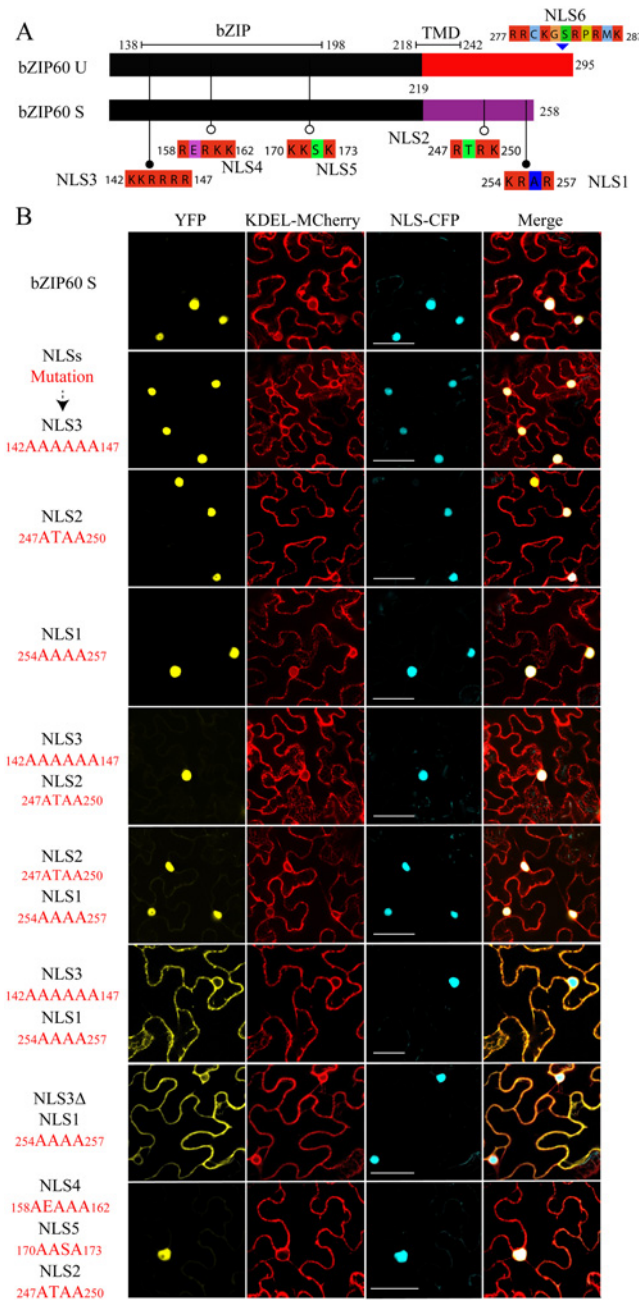 A
NLS6
bZIP
TMD
277 R R C K G S R P R M K
138
198
218
242
bZIP60 U
295
219
bZIP60 S
258
NLS2
158 R E R K K 162
170 K K S K 173
247 R T R K 250
NLS4
NLS5
NLS3
142 K K R R R R 147
254 K R A R 257
NLS1
B
YFP
KDEL-MCherry
NLS-CFP
Merge
bZIP60 S
NLSs
Mutation
NLS3
142AAAAAA147
NLS2
247ATAA250
NLS1
254AAAA257
NLS3
142AAAAAA147
NLS2
247ATAA250
NLS2
247ATAA250
NLS1
254AAAA257
NLS3
142AAAAAA147
NLS1
254AAAA257
NLS3Δ
NLS1
254AAAA257
NLS4
158AEAAA162
NLS5
170AASA173
NLS2
247ATAA250